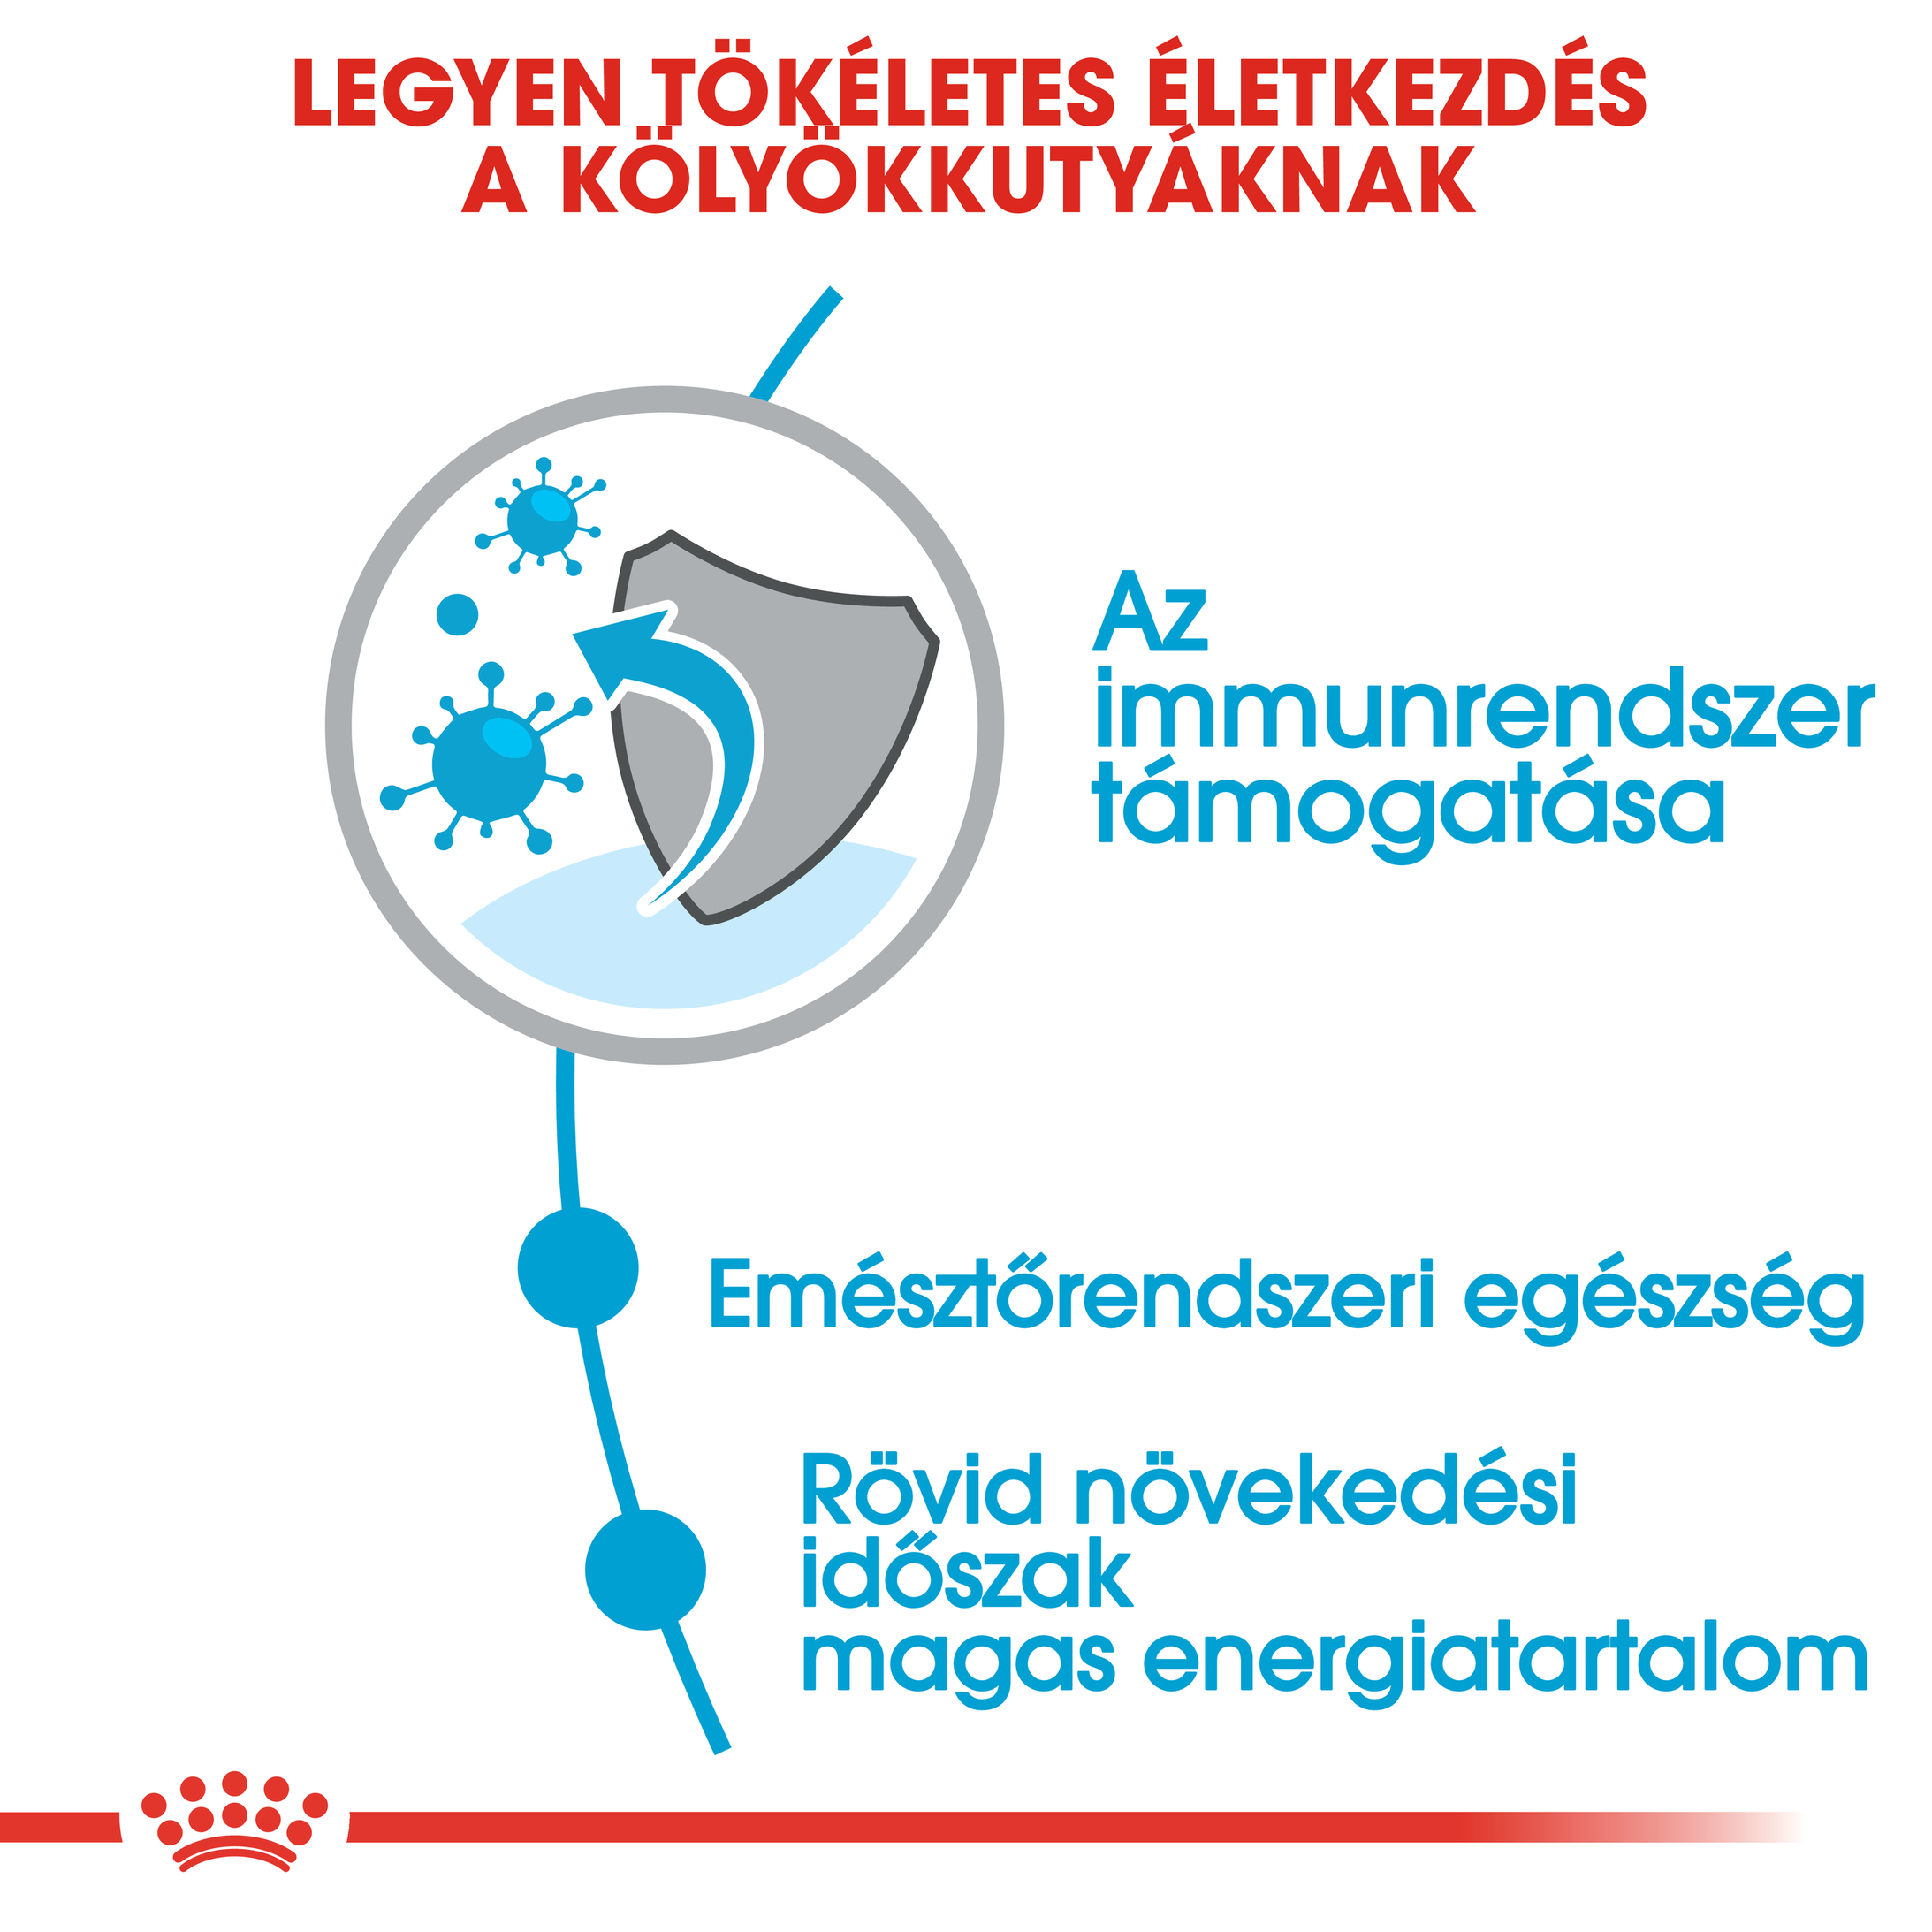 LEGYEN TÖKÉLETES ÉLETKEZDÉS
A KÖLYÖKKUTYÁKNAK
Az
immunrendszer
támogatása
Emésztőrendszeri egészség
Rövid növekedési
időszak
magas energiatartalom